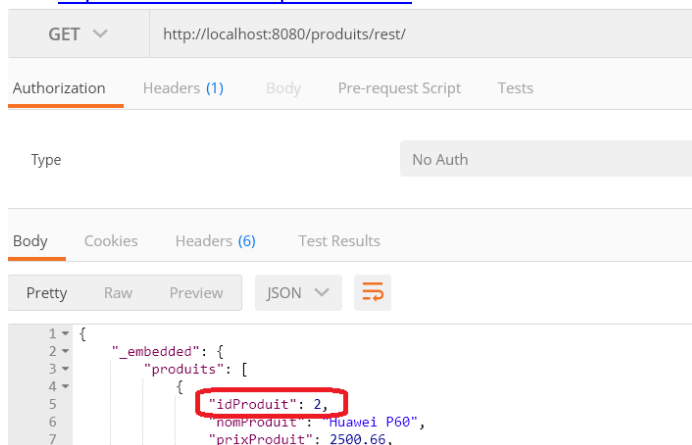 GET http://localhost:8080/produits/rest/
Authorization Headers (1) Body Pre-request Script Tests
Type No Auth
Body Cookies Headers (6) Test Results
Pretty Raw Preview JSON
1 {
2 "_embedded": {
3 "produits": [
4 {
5 "idProduit": 2,
6 "nomProduit": "Huawei P60",
7 "prixProduit": 2500.66,